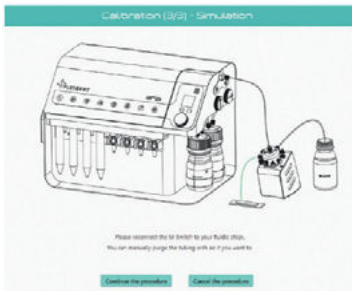 Calibration (3/3) - Simulation
Please reconnect the M-Switch to your fluidic chips.
You can manually purge the tubing with air if you want to
Continue the procedure
Cancel the procedure